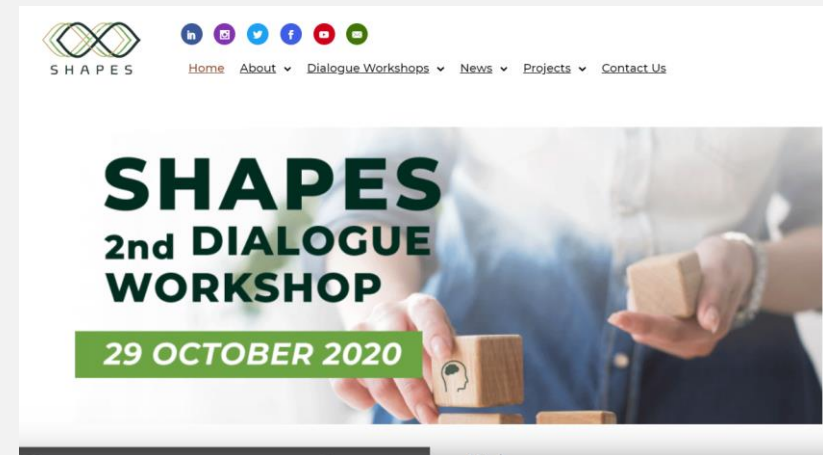 SHAPES
Home About Dialogue Workshops News Projects Contact Us
SHAPES
2nd DIALOGUE
WORKSHOP
29 OCTOBER 2020